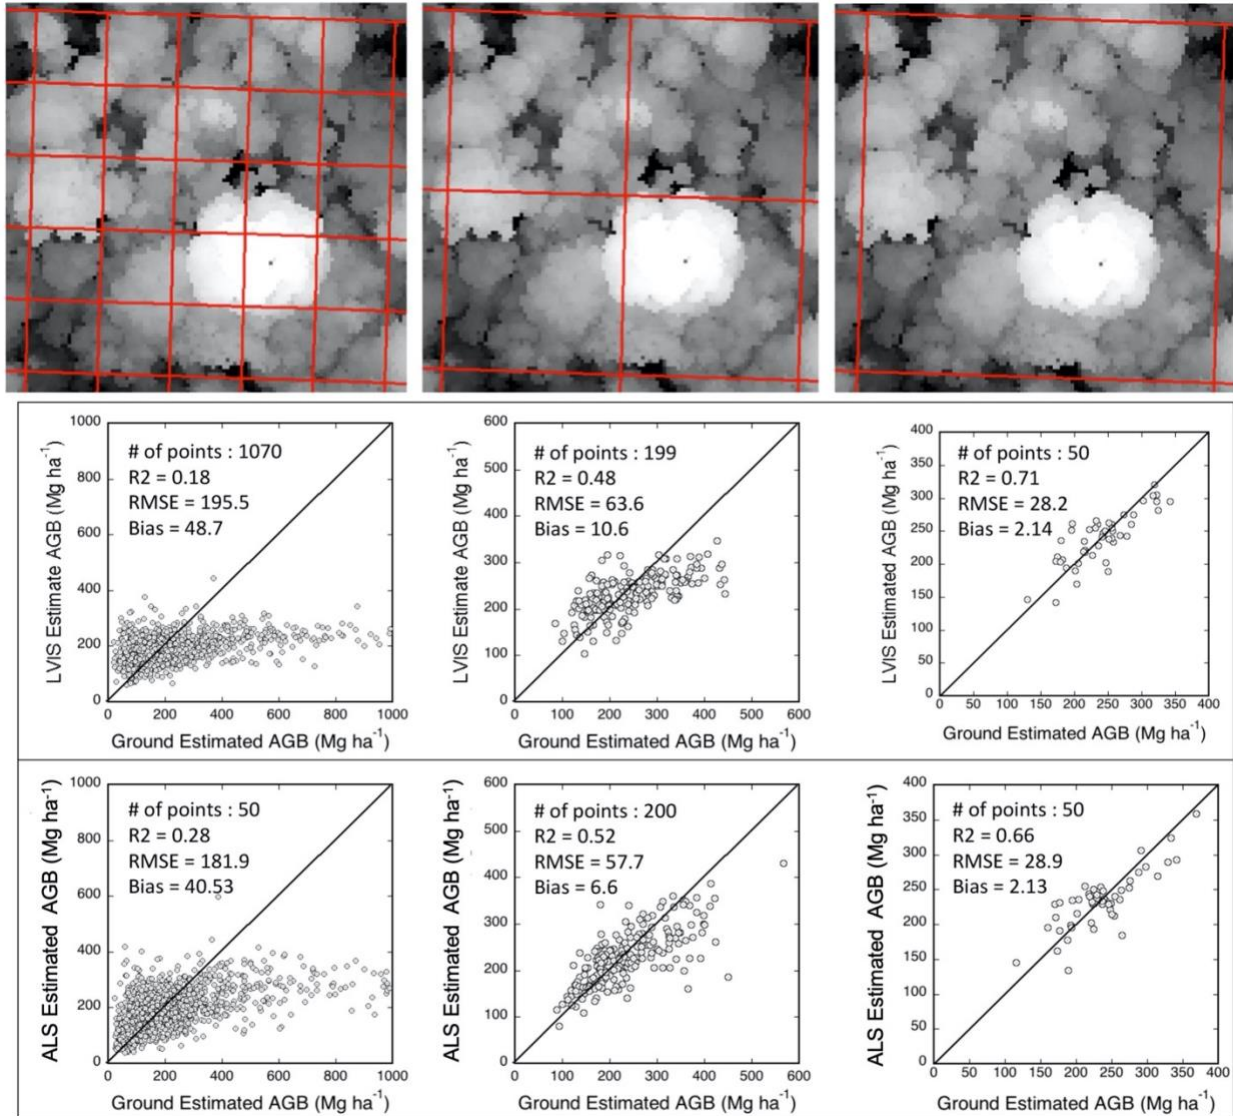 1000
800
600
400
200
0
LVIS Estimate AGB (Mg ha-1)
# of points : 1070
R2 = 0.18
RMSE = 195.5
Bias = 48.7
0 200 400 600 800 1000
Ground Estimated AGB (Mg ha-1)
600
500
400
300
200
100
0
LVIS Estimated AGB (Mg ha-1)
# of points : 199
R2 = 0.48
RMSE = 63.6
Bias = 10.6
0 100 200 300 400 500 600
Ground Estimated AGB (Mg ha-1)
400
350
300
250
200
150
100
50
0
LVIS Estimated AGB (Mg ha-1)
# of points : 50
R2 = 0.71
RMSE = 28.2
Bias = 2.14
0 50 100 150 200 250 300 350 400
Ground Estimated AGB (Mg ha-1)
1000
800
600
400
200
0
ALS Estimated AGB (Mg ha-1)
# of points : 50
R2 = 0.28
RMSE = 181.9
Bias = 40.53
0 200 400 600 800 1000
Ground Estimated AGB (Mg ha-1)
600
500
400
300
200
100
0
ALS Estimated AGB (Mg ha-1)
# of points : 200
R2 = 0.52
RMSE = 57.7
Bias = 6.6
0 100 200 300 400 500 600
Ground Estimated AGB (Mg ha-1)
400
350
300
250
200
150
100
50
0
ALS Estimated AGB (Mg ha-1)
# of points : 50
R2 = 0.66
RMSE = 28.9
Bias = 2.13
0 50 100 150 200 250 300 350 400
Ground Estimated AGB (Mg ha-1)